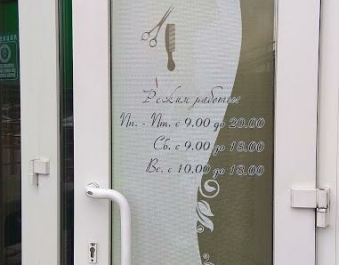 Режим работы:
Пн. - Пт. с 9.00 до 20.00
Сб. с 9.00 до 18.00
Вс. с 10.00 до 18.00